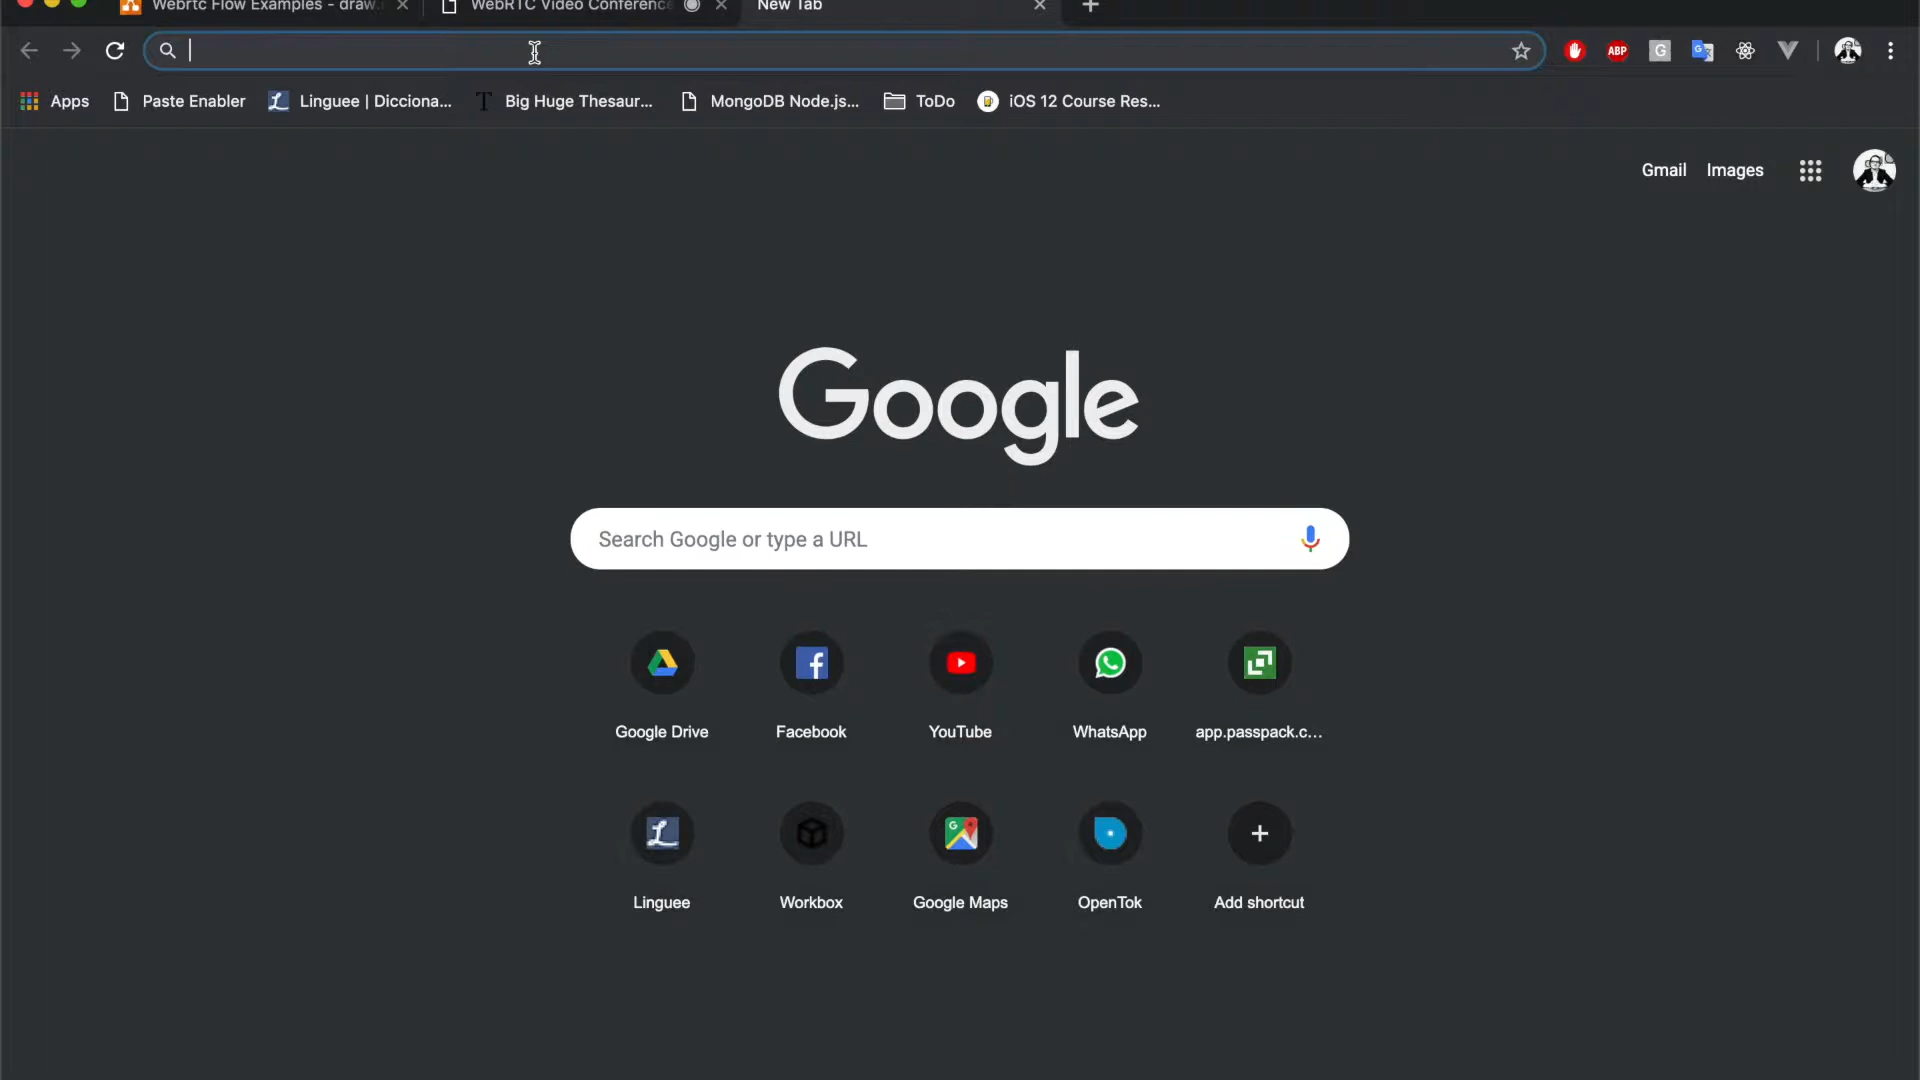 Webrtc Flow Examples - draw.
WebRTC Video Conference
New Tab
Apps
Paste Enabler
Linguee | Dicciona...
T
Big Huge Thesaur...
MongoDB Node.js...
ToDo
iOS 12 Course Res...
ABP
G
Gmail
Images
Google
Search Google or type a URL
Google Drive
Facebook
YouTube
WhatsApp
app.passpack.c...
Linguee
Workbox
Google Maps
OpenTok
Add shortcut